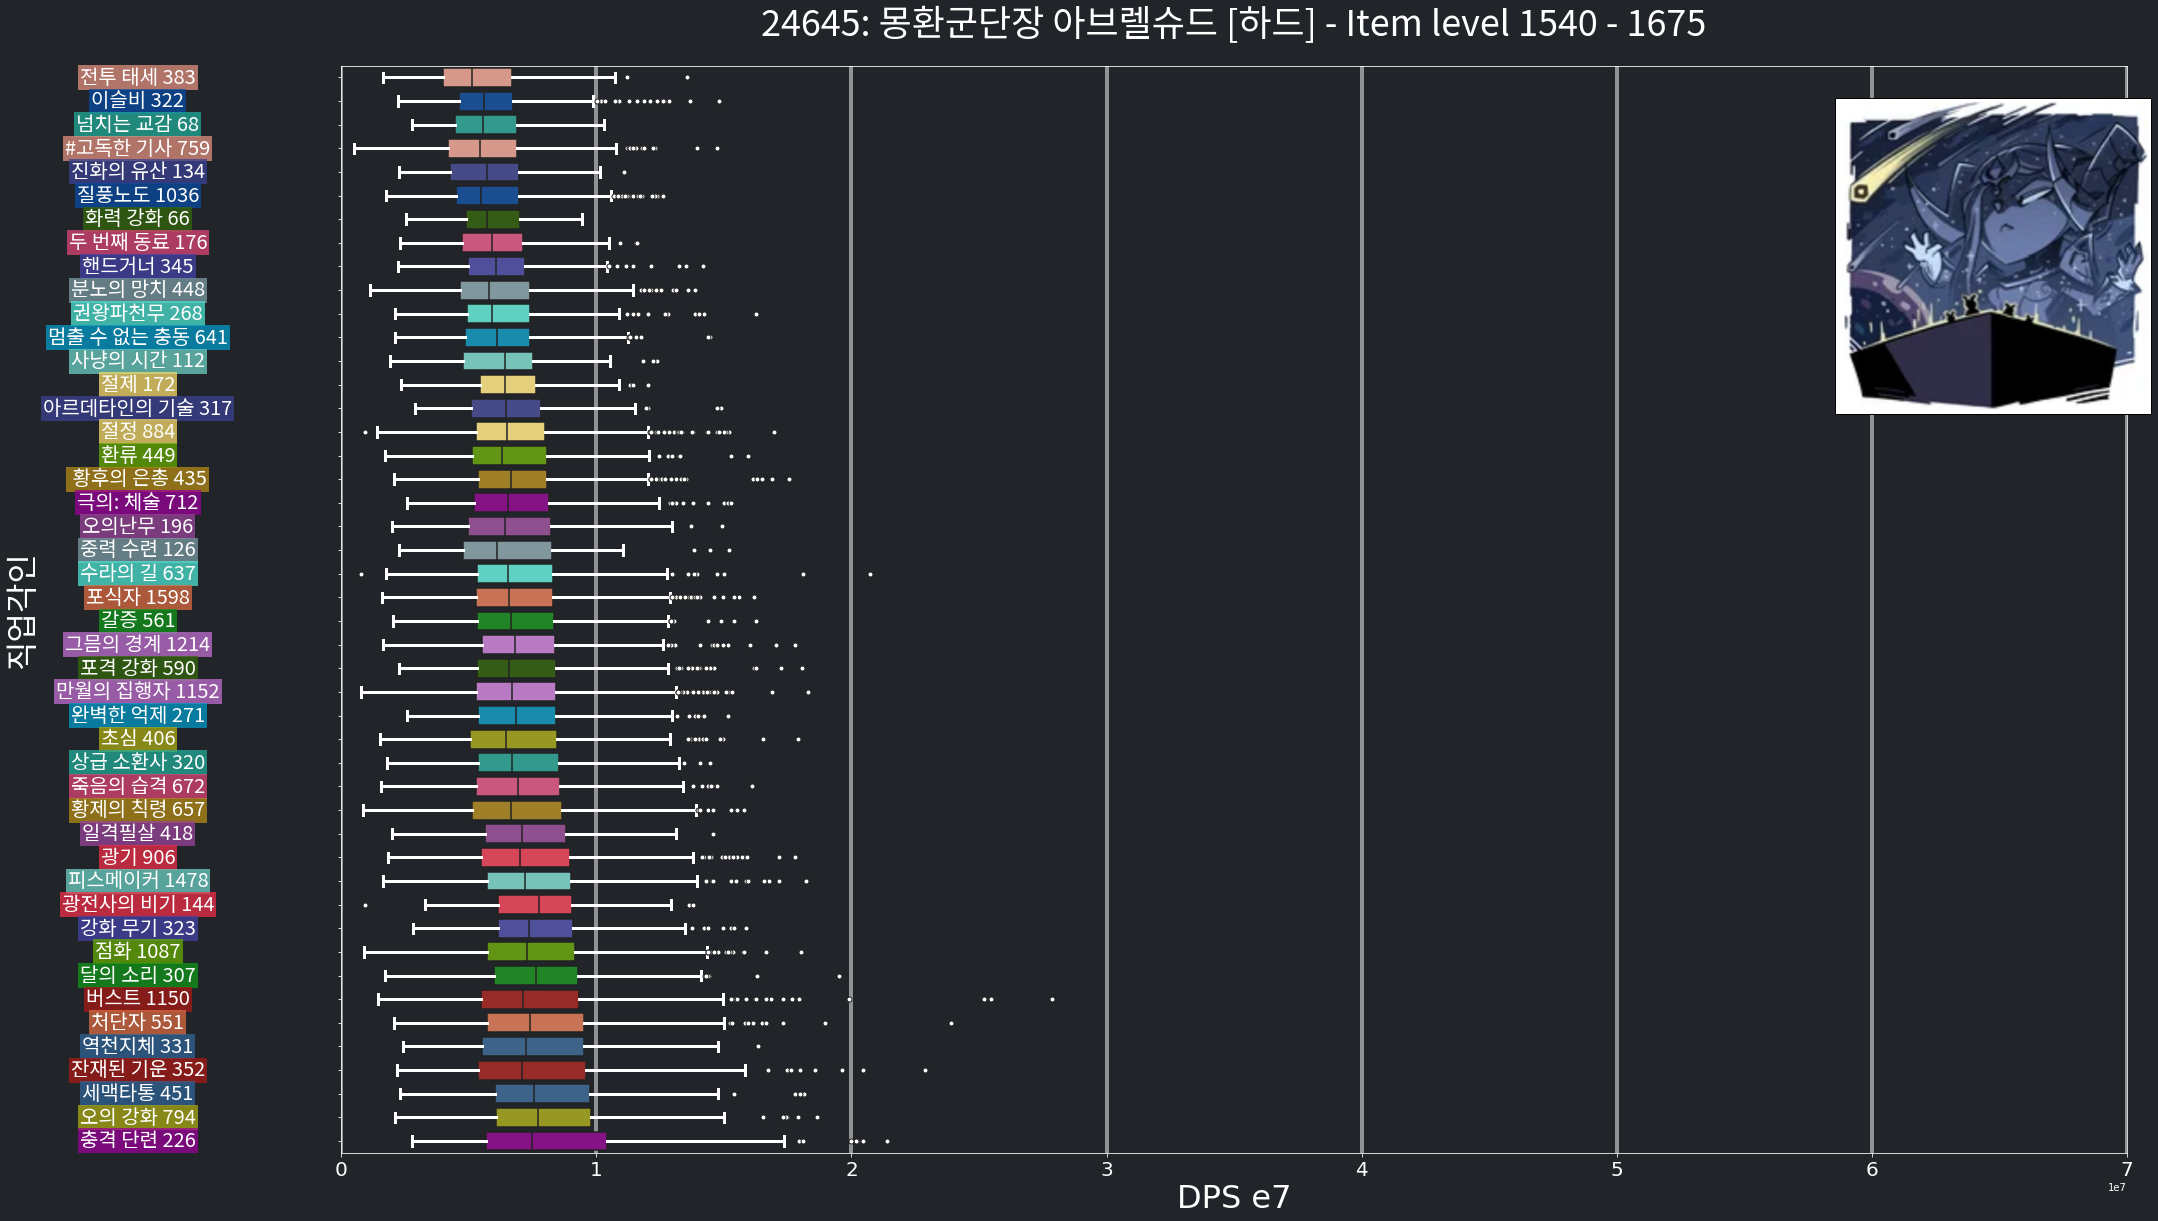 24645: 몽환군단장 아브렐슈드 [하드] - Item level 1540 - 1675
직업각인
전투 태세 383
이슬비 322
넘치는 교감 68
#고독한 기사 759
진화의 유산 134
질풍노도 1036
화력 강화 66
두 번째 동료 176
핸드거너 345
분노의 망치 448
권왕파천무 268
멈출 수 없는 충동 641
사냥의 시간 112
절제 172
아르데타인의 기술 317
절정 884
환류 449
황후의 은총 435
극의: 체술 712
오의난무 196
중력 수련 126
수라의 길 637
포식자 1598
갈증 561
그믐의 경계 1214
포격 강화 590
만월의 집행자 1152
완벽한 억제 271
초심 406
상급 소환사 320
죽음의 습격 672
황제의 칙령 657
일격필살 418
광기 906
피스메이커 1478
광전사의 비기 144
강화 무기 323
점화 1087
달의 소리 307
버스트 1150
처단자 551
역천지체 331
잔재된 기운 352
세맥타통 451
오의 강화 794
충격 단련 226
0 1 2 3 4 5 6 7
1e7
DPS e7